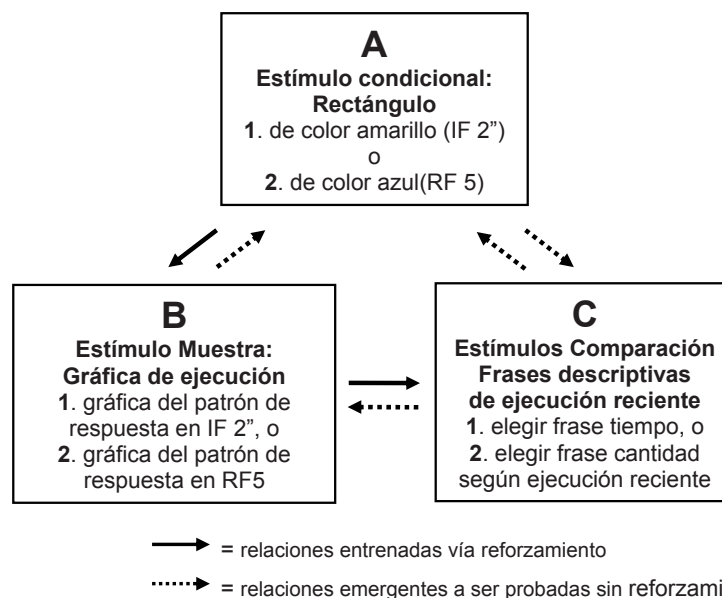 A
Estímulo condicional:
Rectángulo
1. de color amarillo (IF 2”)
o
2. de color azul(RF 5)
B
Estímulo Muestra:
Gráfica de ejecución
1. gráfica del patrón de
respuesta en IF 2”, o
2. gráfica del patrón de
respuesta en RF5
C
Estímulos Comparación
Frases descriptivas
de ejecución reciente
1. elegir frase tiempo, o
2. elegir frase cantidad
según ejecución reciente
= relaciones entrenadas vía reforzamiento
= relaciones emergentes a ser probadas sin